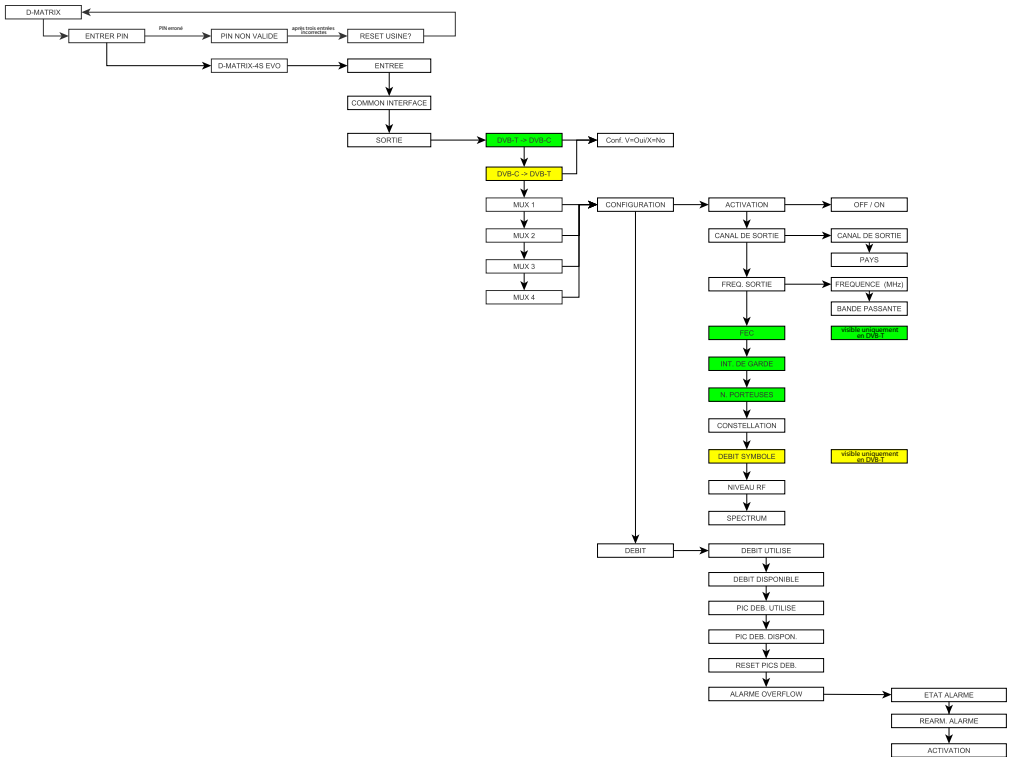 D-MATRIX
ENTRER PIN
PIN erroné
PIN NON VALIDE
après trois entrées
incorrectes
RESET USINE?
D-MATRIX-4S EVO
ENTREE
COMMON INTERFACE
SORTIE
DVB-T -> DVB-C
Conf. V=Oui/X=No
DVB-C -> DVB-T
MUX 1
CONFIGURATION
ACTIVATION
OFF / ON
MUX 2
CANAL DE SORTIE
CANAL DE SORTIE
PAYS
MUX 3
FREQ. SORTIE
FREQUENCE (MHz)
MUX 4
BANDE PASSANTE
FEC
visible uniquement
en DVB-T
INT. DE GARDE
N. PORTEUSES
CONSTELLATION
DEBIT SYMBOLE
visible uniquement
en DVB-T
NIVEAU RF
SPECTRUM
DEBIT
DEBIT UTILISE
DEBIT DISPONIBLE
PIC DEB. UTILISE
PIC DEB. DISPON.
RESET PICS DEB.
ALARME OVERFLOW
ETAT ALARME
REARM. ALARME
ACTIVATION